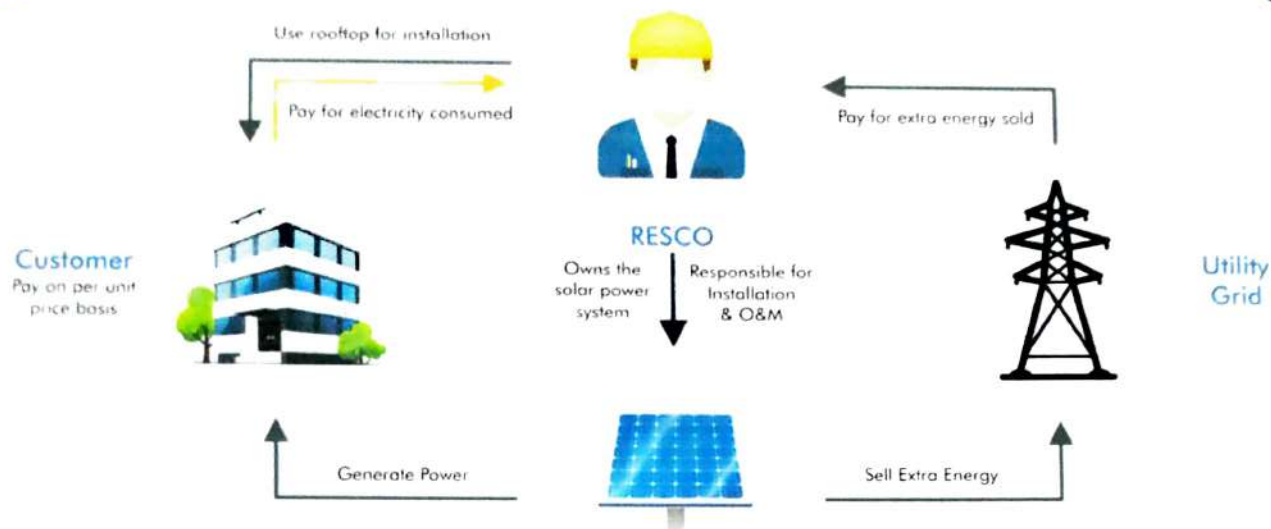 Use rooftop for installation
Pay for electricity consumed
Pay for extra energy sold
Customer
Pay on per unit
price basis
RESCO
Owns the
solar power
system
Responsible for
Installation
& O&M
Utility
Grid
Generate Power
Sell Extra Energy